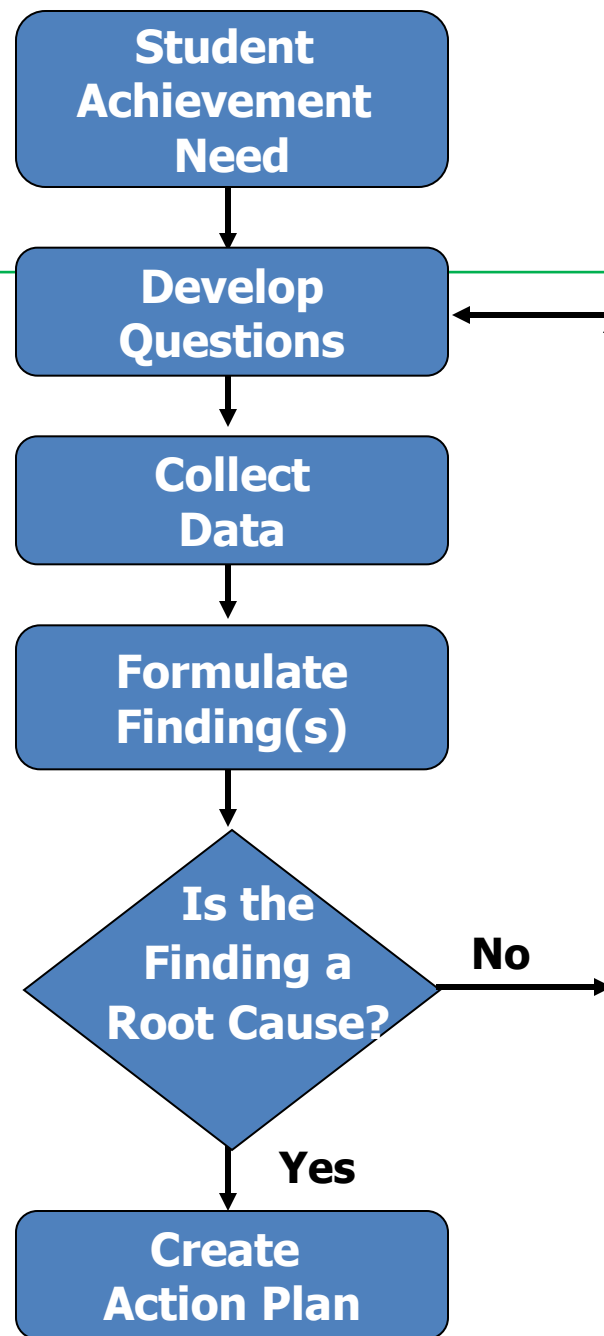 Student
Achievement
Need
Develop
Questions
Collect
Data
Formulate
Finding(s)
Is the
Finding a
Root Cause?
No
Yes
Create
Action Plan